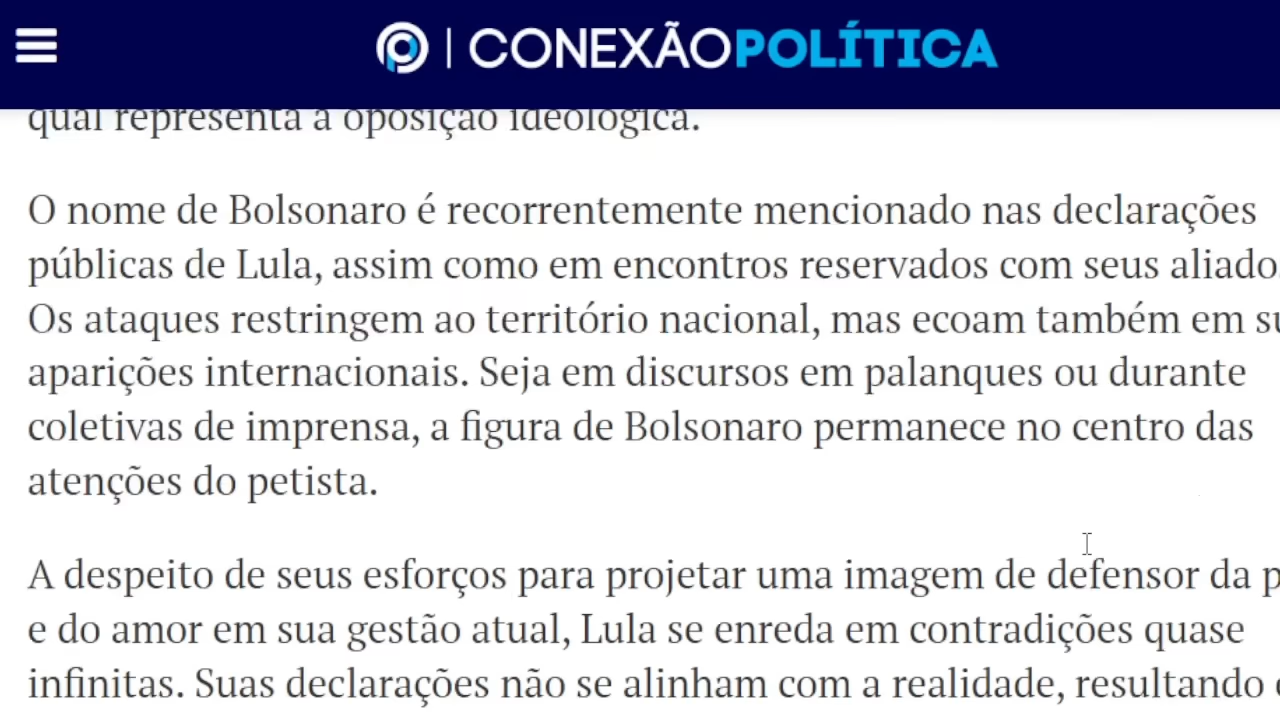 CONEXÃOPOLÍTICA
qual representa a oposição ideológica.
O nome de Bolsonaro é recorrentemente mencionado nas declarações
públicas de Lula, assim como em encontros reservados com seus
Os ataques restringem ao território nacional, mas ecoam também em
aparições internacionais. Seja em discursos em palanques ou durante
coletivas de imprensa, a figura de Bolsonaro permanece no centro das
atenções do petista.
A despeito de seus esforços para projetar uma imagem de defensor da
e do amor em sua gestão atual, Lula se enreda em contradições quase
infinitas. Suas declarações não se alinham com a realidade, resultando